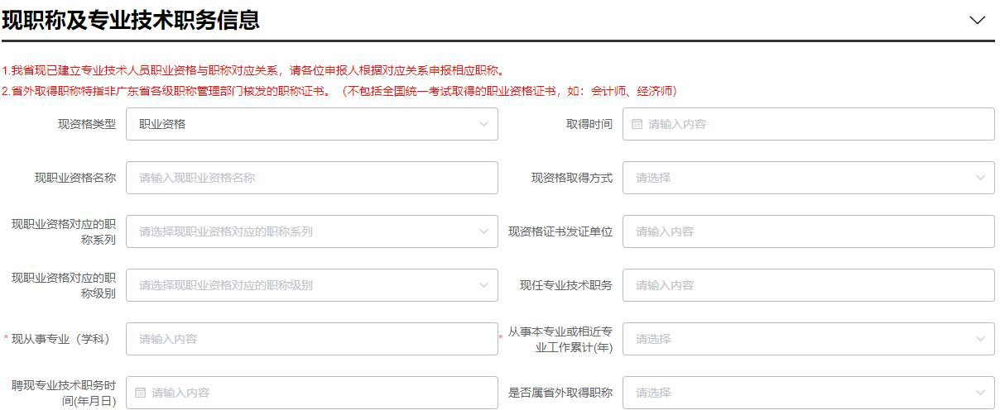 现职称及专业技术职务信息
1.我省现已建立专业技术人员职业资格与职称对应关系，请各位申报人根据对应关系申报相应职称。
2.省外取得职称特指非广东省各级职称管理部门核发的职称证书。（不包括全国统一考试取得的职业资格证书，如：会计师、经济师）
现资格类型 职业资格 取得时间 请输入内容
现职业资格名称 请输入现职业资格名称 现资格取得方式 请选择
现职业资格对应的职
称系列 请选择现职业资格对应的职称系列 现资格证书发证单位 请输入内容
现职业资格对应的职
称级别 请选择现职业资格对应的职称级别 现任专业技术职务 请输入内容
* 现从事专业（学科） 请输入内容 * 从事本专业或相近专
业工作累计(年) 请选择
聘现专业技术职务时
间(年月日) 请输入内容 是否属省外取得职称 请选择